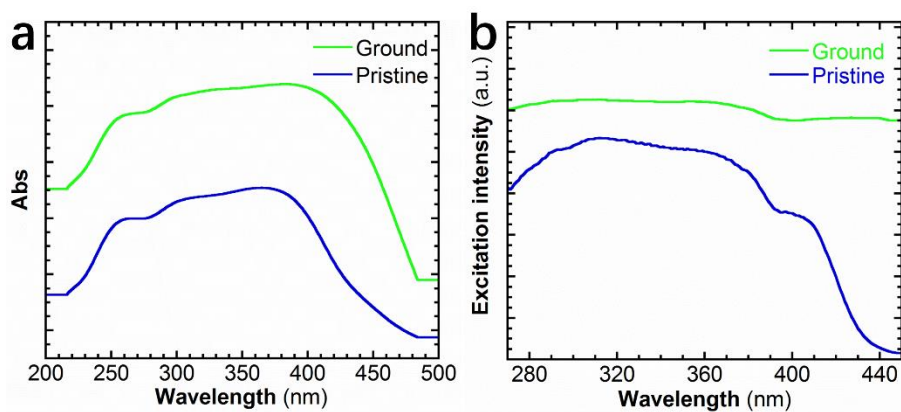 a
Ground
Pristine
Abs
200 250 300 350 400 450 500
Wavelength (nm)
b
Ground
Pristine
Excitation intensity (a.u.)
280 320 360 400 440
Wavelength (nm)